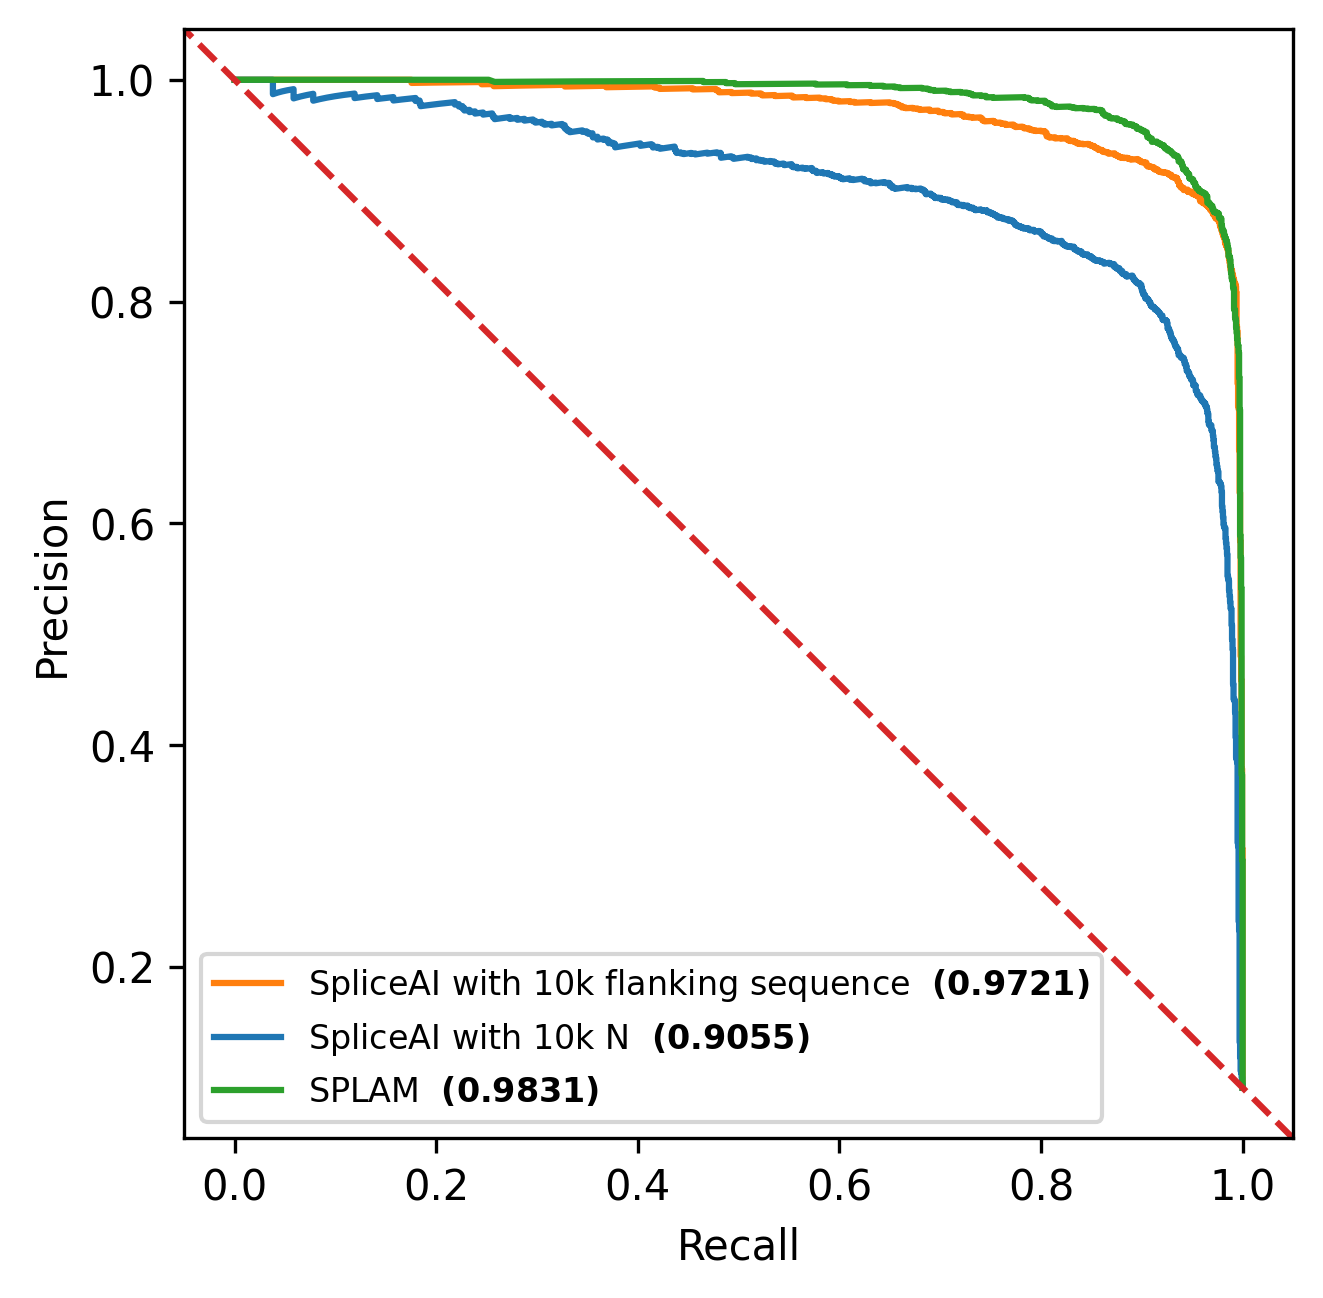 1.0
0.8
0.6
0.4
0.2
Precision
SpliceAI with 10k flanking sequence (0.9721)
SpliceAI with 10k N (0.9055)
SPLAM (0.9831)
0.0 0.2 0.4 0.6 0.8 1.0
Recall